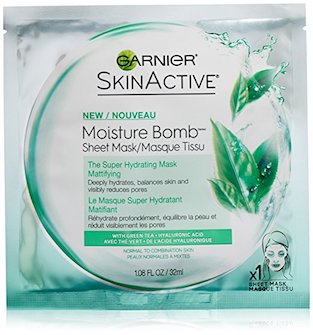 GARNIER
SKINACTIVE®
NEW / NOUVEAU
Moisture Bomb™
Sheet Mask/Masque Tissu
The Super Hydrating Mask
Mattifying
Deeply hydrates, balances skin and
visibly reduces pores
Le Masque Super Hydratant
Matifiant
Réhydrate profondément, équilibre la peau et
réduit visiblement les pores
WITH GREEN TEA + HYALURONIC ACID
AVEC THÉ VERT + DE L'ACIDE HYALURONIQUE
NORMAL TO COMBINATION SKIN
PEAUX NORMALES À MIXTES
1.08 FL OZ / 32ml
x1
SHEET MASK
MASQUE TISSU